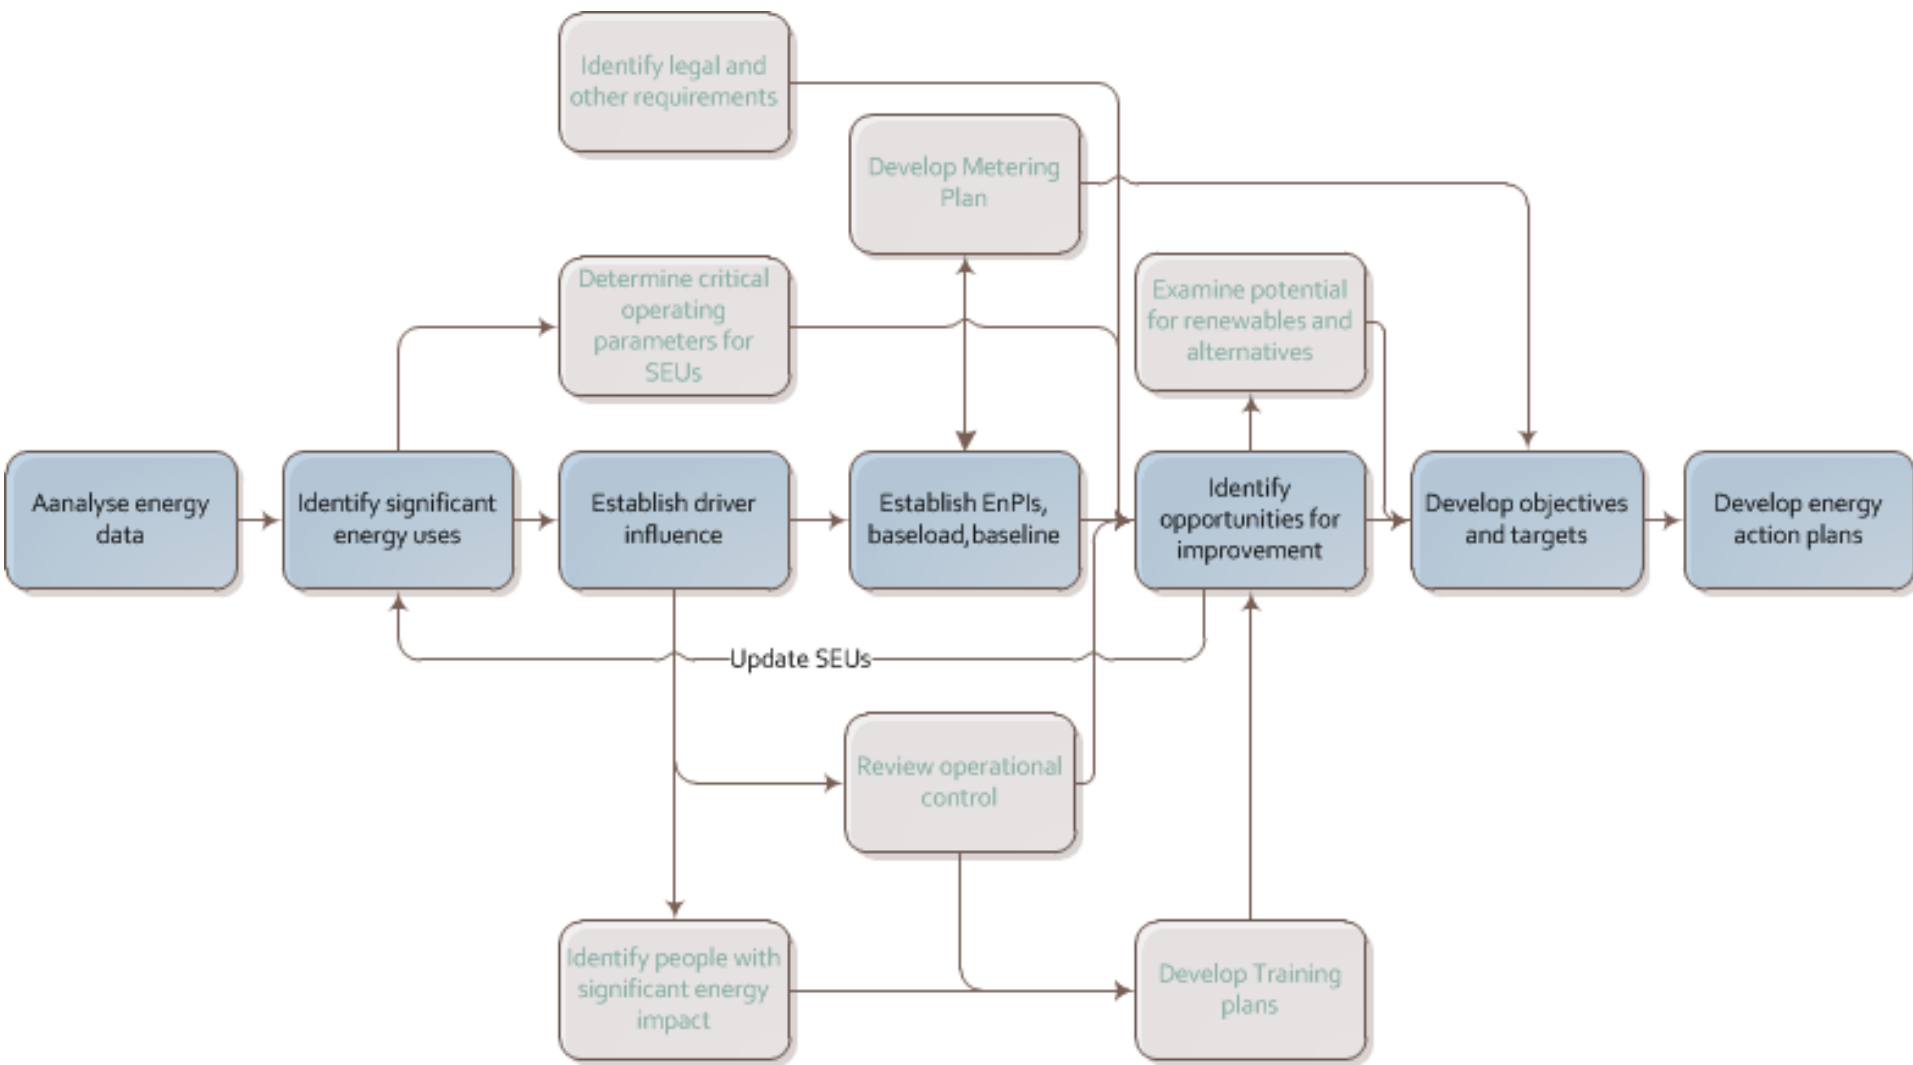 Identify legal and
other requirements
Develop Metering
Plan
Determine critical
operating
parameters for
SEUs
Examine potential
for renewables and
alternatives
Aanalyse energy
data
Identify significant
energy uses
Establish driver
influence
Establish EnPIs,
baseload, baseline
Identify
opportunities for
improvement
Develop objectives
and targets
Develop energy
action plans
Update SEUs
Review operational
control
Identify people with
significant energy
impact
Develop Training
plans